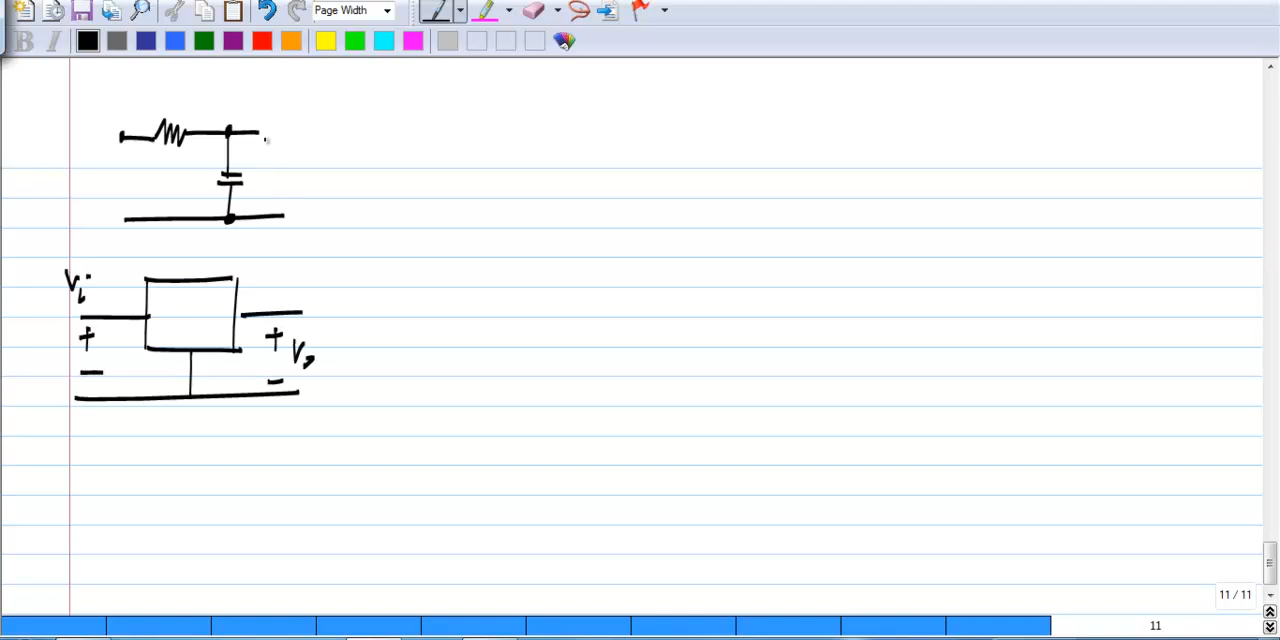 Page Width
B I
Vi
+ +
Vo
- -
11 / 11
11